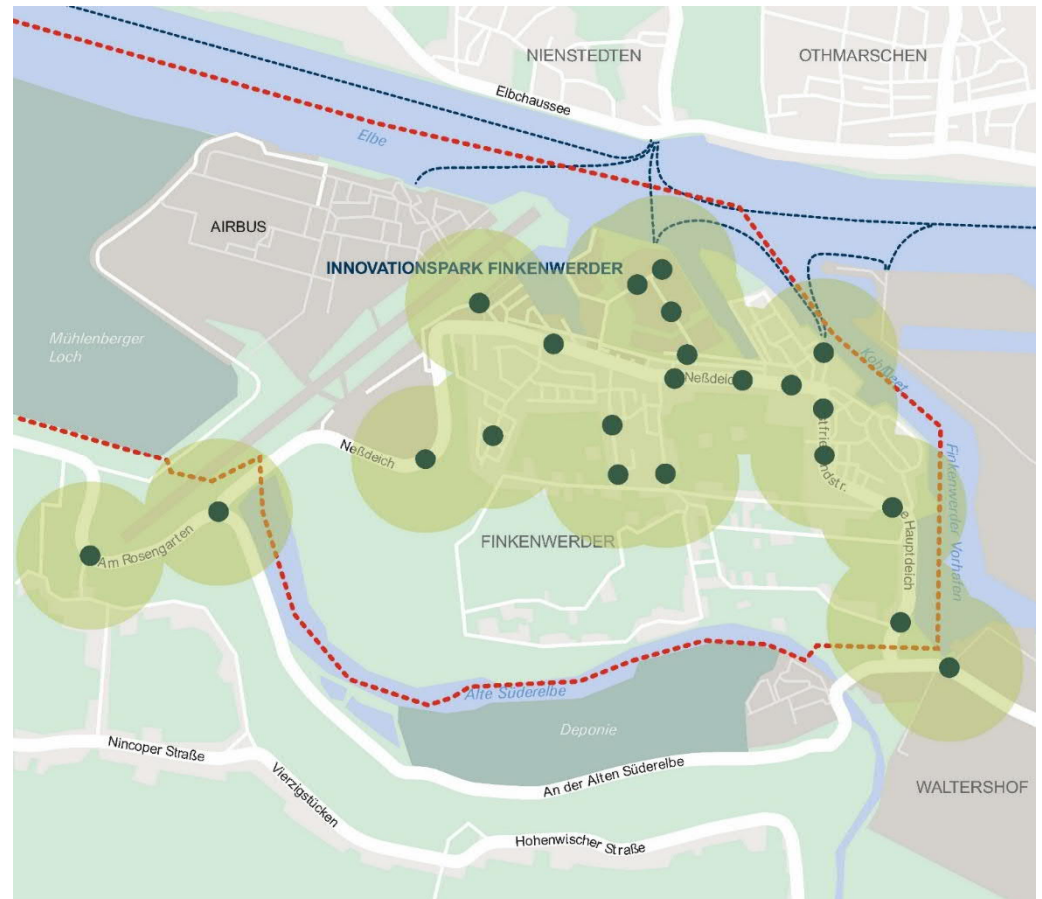 NIENSTEDTEN
OTHMARSCHEN
Elbchaussee
Elbe
AIRBUS
INNOVATIONSPARK FINKENWERDER
Mühlenberger
Loch
Köhlfleet
Neßdeich
Neßdeich
Finkenwerder Vorhafen
Hauptdeich
Am Rosengarten
FINKENWERDER
Alte Süderelbe
Deponie
Nincoper Straße
Vierzigstücken
An der Alten Süderelbe
WALTERSHOF
Hohenwischer Straße